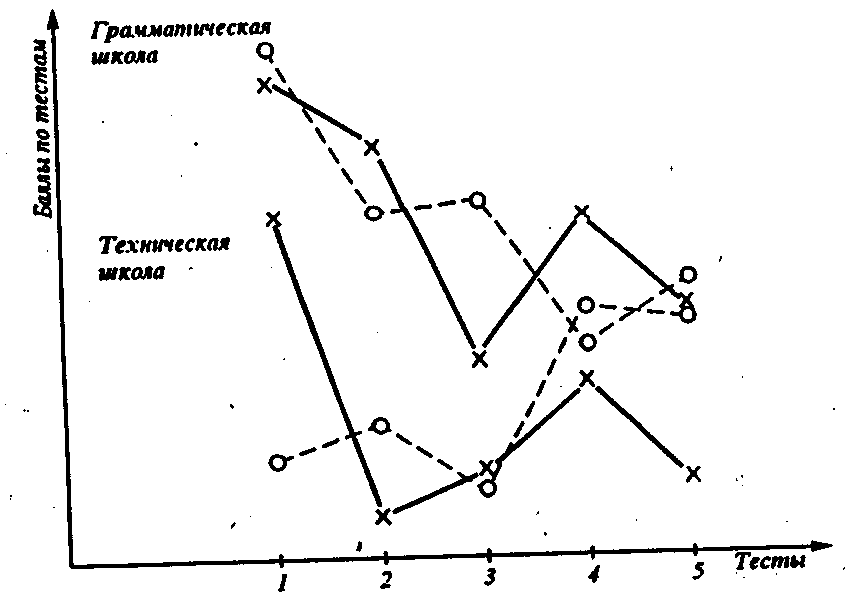 Грамматическая
школа
Баллы по тестам
Техническая
школа
1 2 3 4 5
Тесты